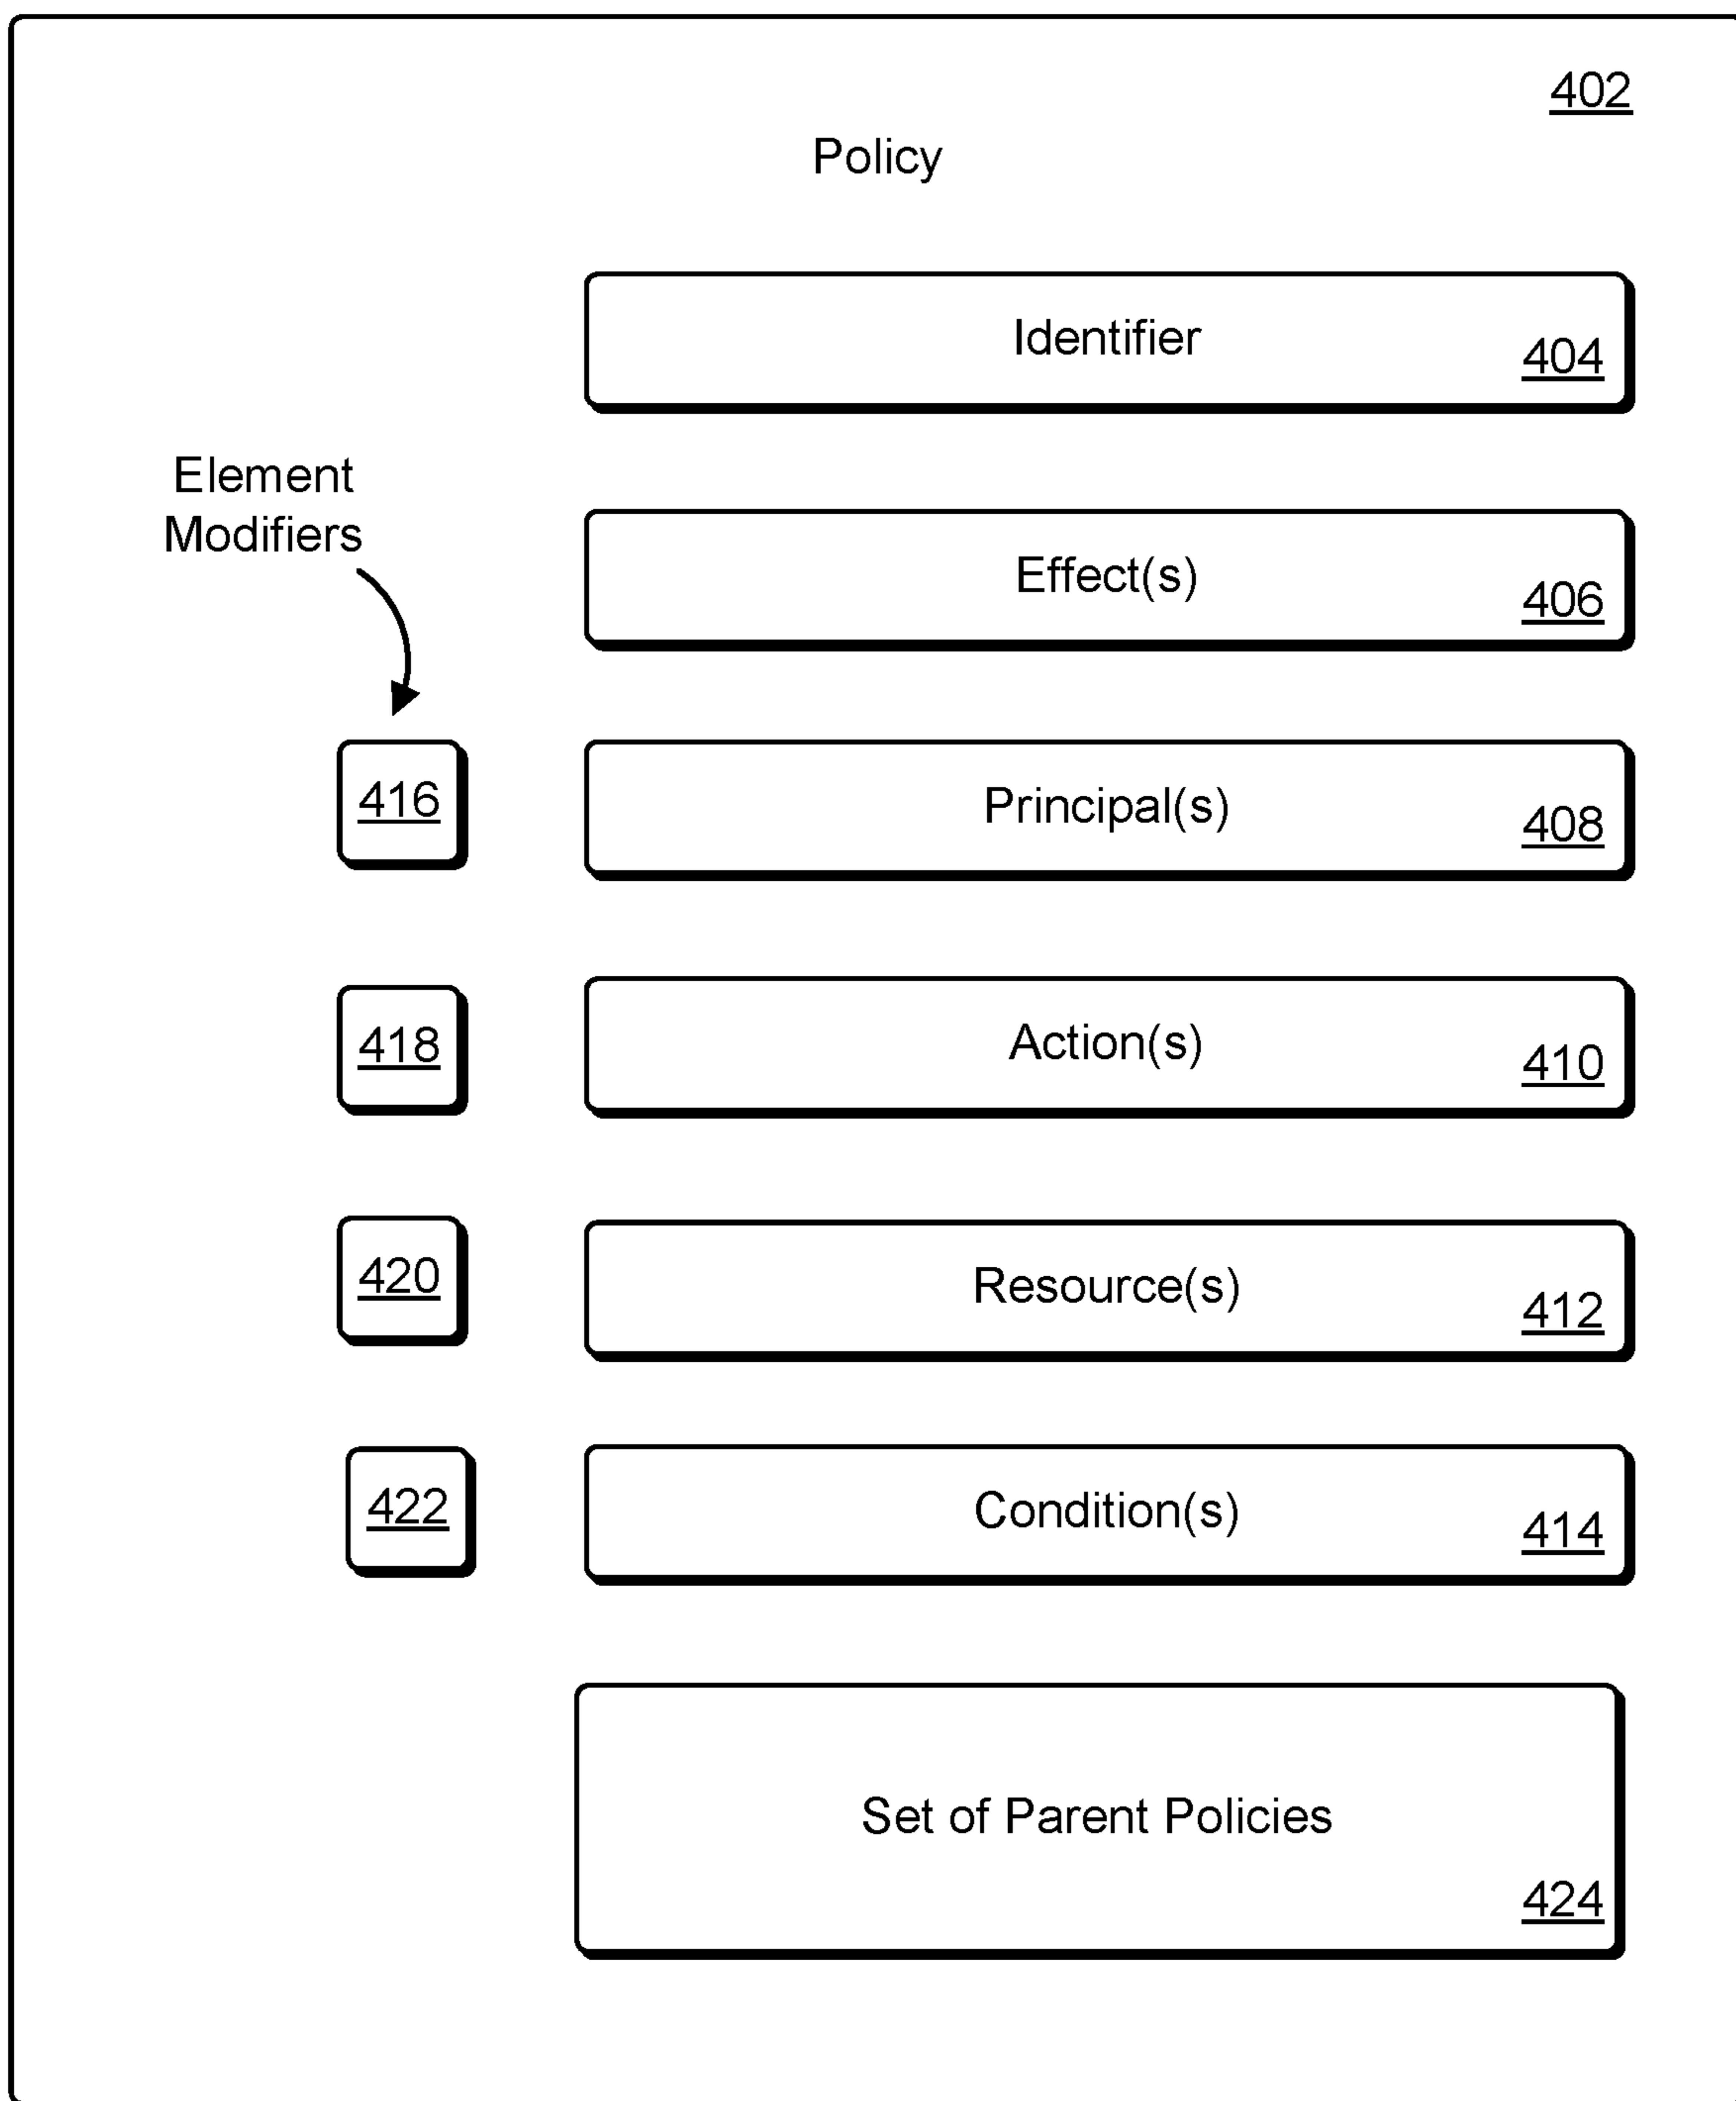 402
Policy
Identifier
404
Element
Modifiers
Effect(s)
406
416
Principal(s)
408
418
Action(s)
410
420
Resource(s)
412
422
Condition(s)
414
Set of Parent Policies
424